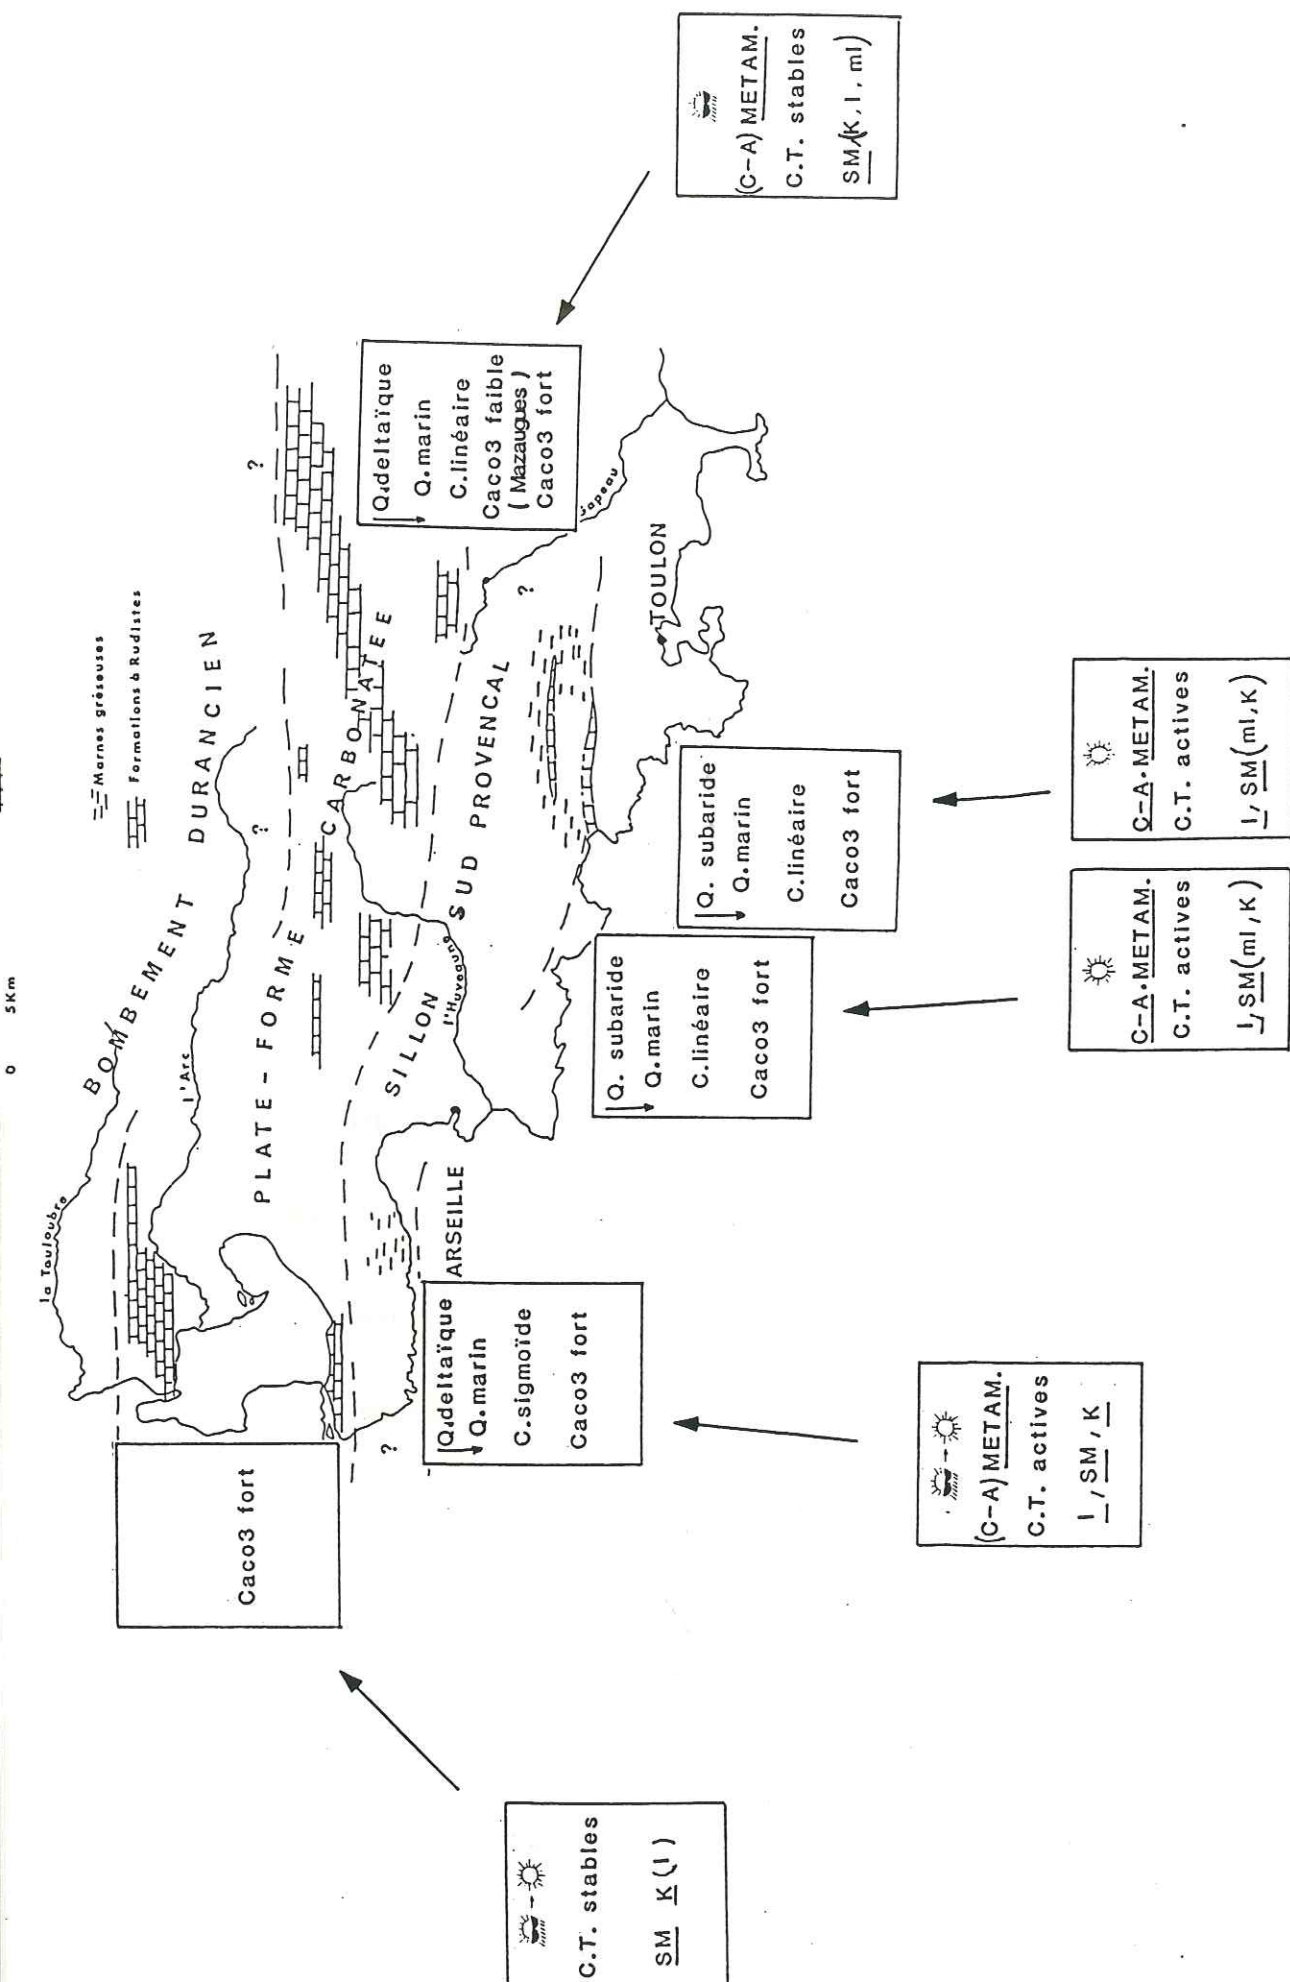 0 5Km
Marnes gréseuses
Formations à Rudistes
BOMBEMENT DURANCIEN
la Touloubre
l'Arc
?
?
PLATE-FORME CARBONATEE
SILLON SUD PROVENCAL
l'Huveaune
Gapeau
?
?
ARSEILLE
TOULON
Caco3 fort
Q.deltaïque
Q.marin
C.sigmoïde
Caco3 fort
Q. subaride
Q.marin
C.linéaire
Caco3 fort
Q. subaride
Q.marin
C.linéaire
Caco3 fort
Q.deltaïque
Q.marin
C.linéaire
Caco3 faible
(Mazaugues)
Caco3 fort
C.T. stables
SM K(I)
(C-A)METAM.
C.T. actives
I, SM, K
C-A.METAM.
C.T. actives
I,SM(ml,K)
C-A.METAM.
C.T. actives
I,SM(ml,K)
(C-A)METAM.
C.T. stables
SM(K,I,ml)